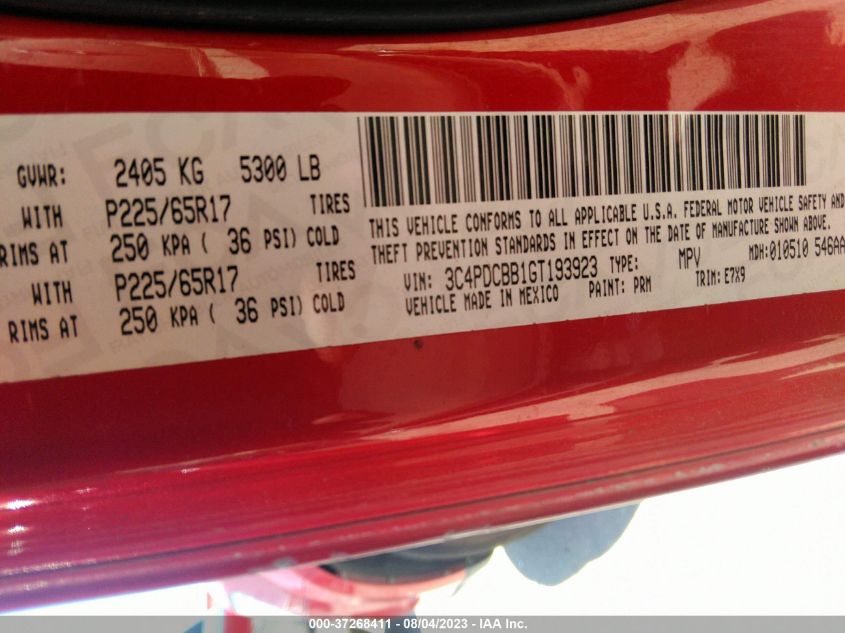 GVWR: 2405 KG 5300 LB
WITH P225/65R17 TIRES
RIMS AT 250 KPA ( 36 PSI) COLD
WITH P225/65R17 TIRES
RIMS AT 250 KPA ( 36 PSI) COLD
THIS VEHICLE CONFORMS TO ALL APPLICABLE U.S.A. FEDERAL MOTOR VEHICLE SAFETY AND
THEFT PREVENTION STANDARDS IN EFFECT ON THE DATE OF MANUFACTURE SHOWN ABOVE.
VIN: 3C4PDCBB1GT193923 TYPE: MPV MDH:010510 546AA
VEHICLE MADE IN MEXICO PAINT: PRM TRIM: E7X9
000-37268411 - 08/04/2023 - IAA Inc.